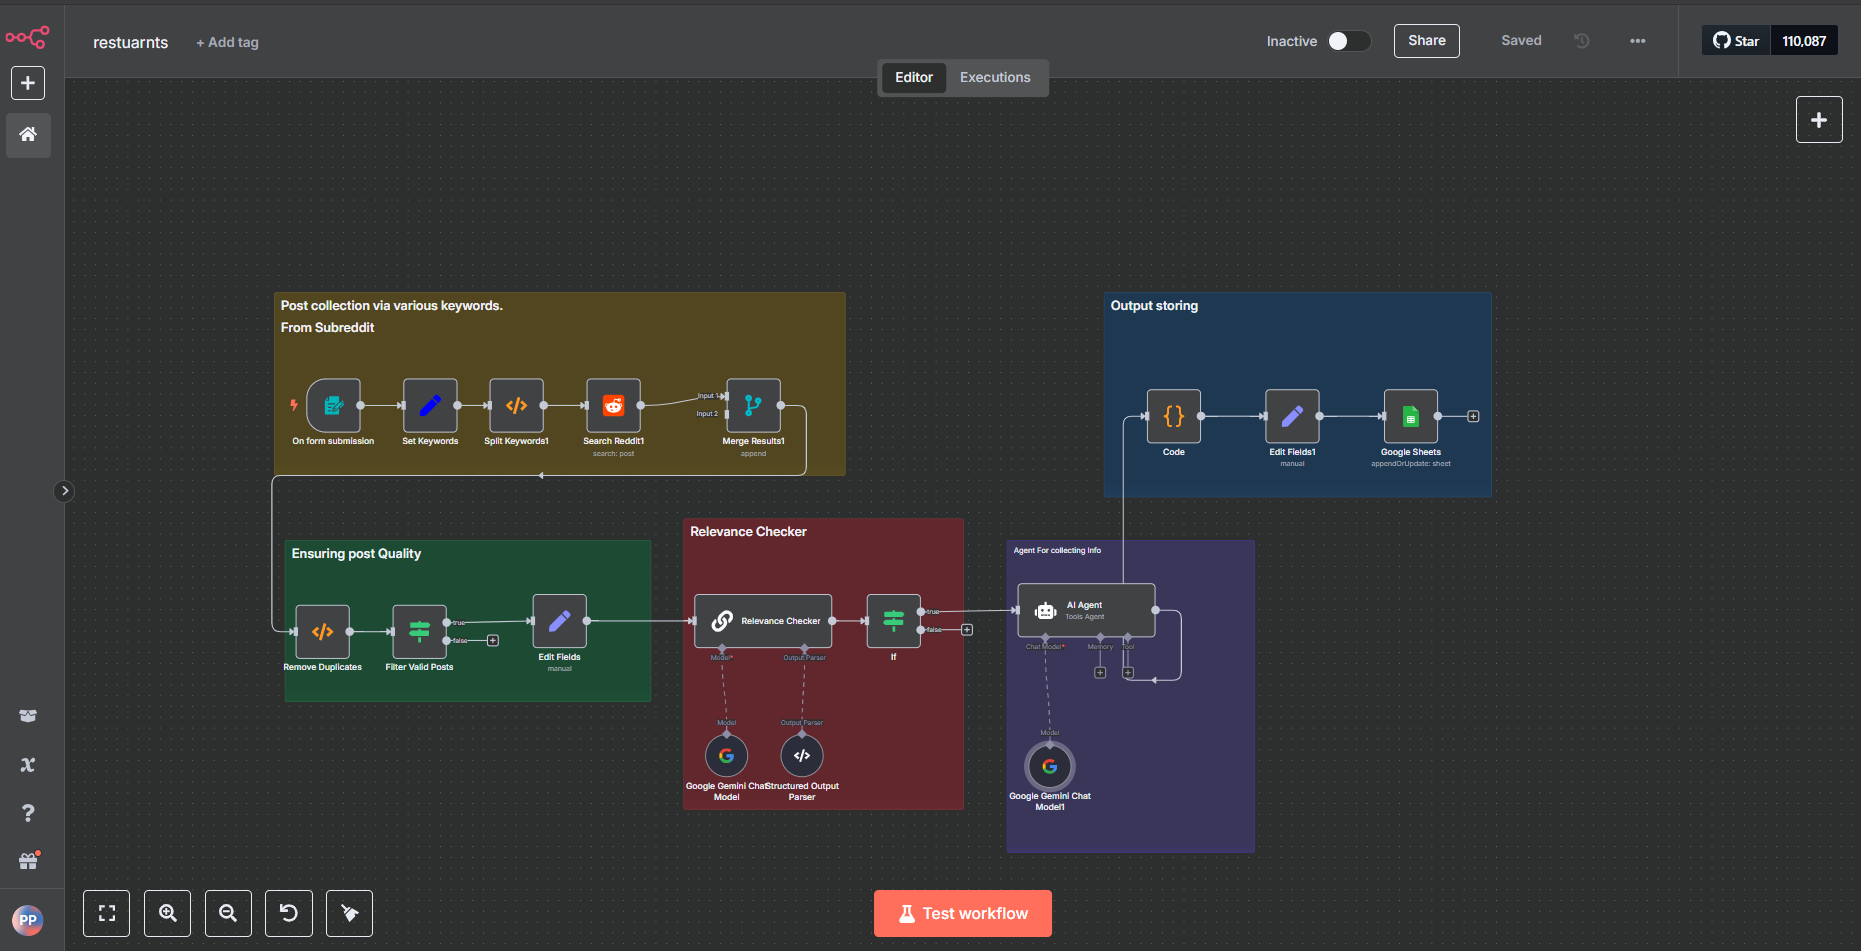 restuarnts
+ Add tag
Inactive
Share
Saved
Star
110,087
Editor
Executions
Post collection via various keywords.
From Subreddit
Input 1
Input 2
On form submission
Set Keywords
Split Keywords1
Search Reddit1
search: post
Merge Results1
append
Output storing
Code
Edit Fields1
manual
Google Sheets
appendOrUpdate: sheet
Ensuring post Quality
true
false
Remove Duplicates
Filter Valid Posts
Edit Fields
manual
Relevance Checker
Relevance Checker
Model*
Output Parser
true
false
If
Model
Output Parser
Google Gemini Chat
Model
Structured Output
Parser
Agent For collecting Info
AI Agent
Tools Agent
Chat Model*
Memory
Tool
Model
Google Gemini Chat
Model1
PP
Test workflow